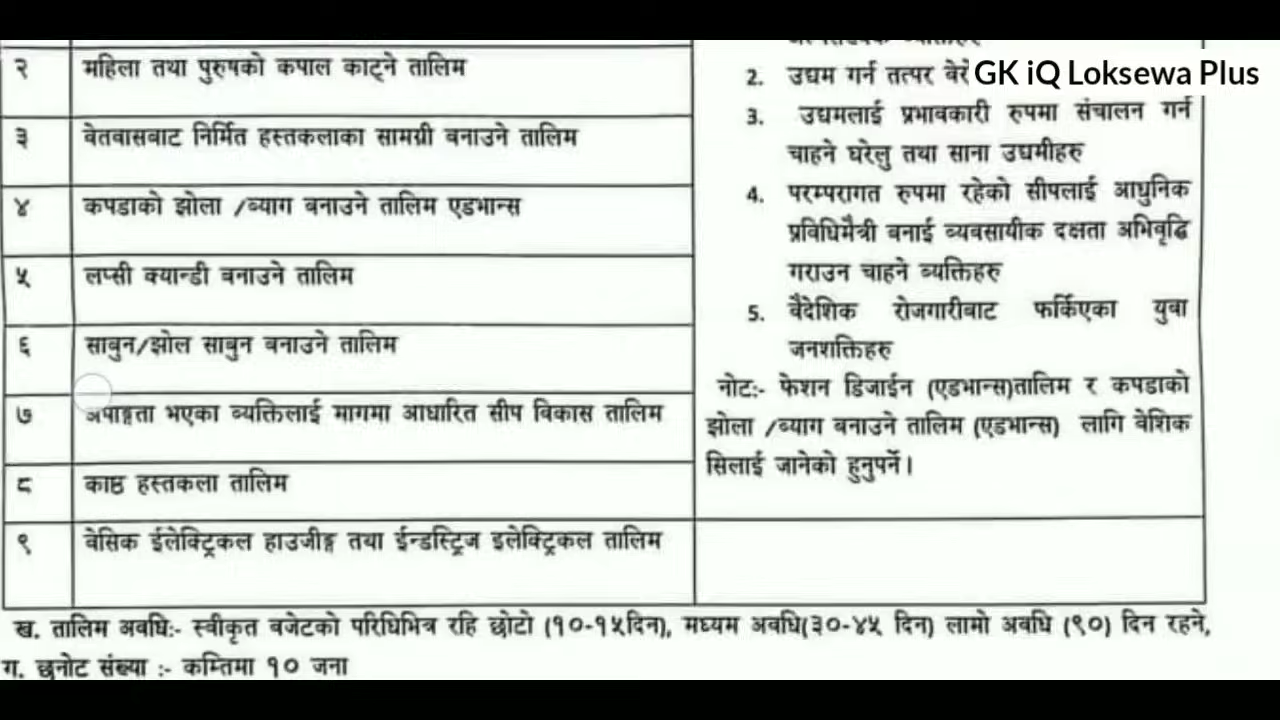 GK iQ Loksewa Plus
२ महिला तथा पुरुषको कपाल काट्ने तालिम
३ वेतवासबाट निर्मित हस्तकलाका सामग्री बनाउने तालिम
४ कपडाको झोला /ब्याग बनाउने तालिम एडभान्स
५ लप्सी क्यान्डी बनाउने तालिम
६ साबुन/झोल साबुन बनाउने तालिम
७ अपाङ्गता भएका व्यक्तिलाई मागमा आधारित सीप विकास तालिम
८ काष्ठ हस्तकला तालिम
९ वेसिक ईलेक्ट्रिकल हाउजीङ्ग तथा ईन्डस्ट्रिज इलेक्ट्रिकल तालिम
2. उद्यम गर्न तत्पर
3. उद्यमलाई प्रभावकारी रुपमा संचालन गर्न
चाहने घरेलु तथा साना उद्यमीहरु
4. परम्परागत रुपमा रहेको सीपलाई आधुनिक
प्रविधिमैत्री बनाई व्यवसायीक दक्षता अभिवृद्धि
गराउन चाहने व्यक्तिहरु
5. वैदेशिक रोजगारीबाट फर्किएका युवा
जनशक्तिहरु
नोटः- फेशन डिजाईन (एडभान्स)तालिम र कपडाको
झोला /ब्याग बनाउने तालिम (एडभान्स) लागि वेशिक
सिलाई जानेको हुनुपर्ने।
ख. तालिम अवधिः- स्वीकृत बजेटको परिधिभित्र रहि छोटो (१०-१५दिन), मध्यम अवधि(३०-४५ दिन) लामो अवधि (९०) दिन रहने,
ग. छनोट संख्या :- कम्तिमा १० जना